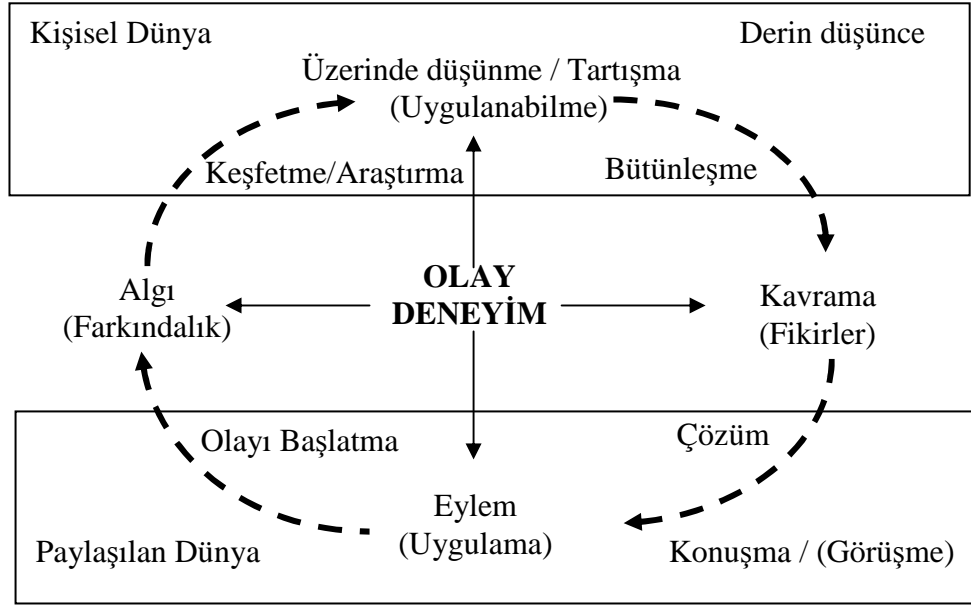 Kişisel Dünya
Derin düşünce
Üzerinde düşünme / Tartışma
(Uygulanabilme)
Keşfetme/Araştırma
Bütünleşme
Algı
(Farkındalık)
OLAY
DENEYİM
Kavrama
(Fikirler)
Olayı Başlatma
Çözüm
Eylem
(Uygulama)
Paylaşılan Dünya
Konuşma / (Görüşme)